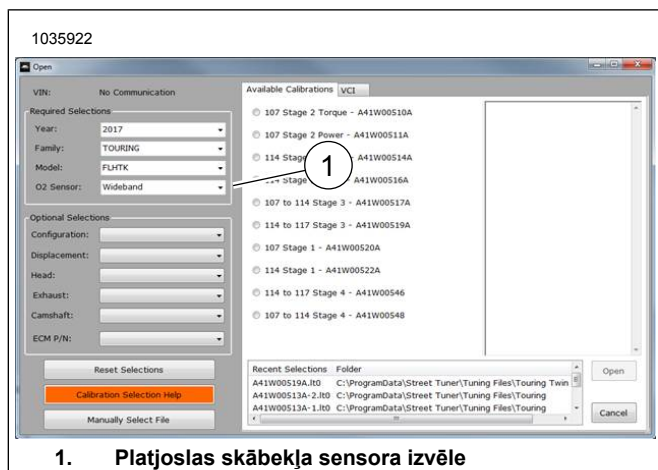 1035922
Open
VIN: No Communication
Required Selections
Year: 2017
Family: TOURING
Model: FLHTK
O2 Sensor: Wideband
Optional Selections
Configuration:
Displacement:
Head:
Exhaust:
Camshaft:
ECM P/N:
Reset Selections
Calibration Selection Help
Manually Select File
Available Calibrations VCI
107 Stage 2 Torque - A41W00510A
107 Stage 2 Power - A41W00511A
114 Stage A41W00514A
Stage A41W00516A
107 to 114 Stage 3 - A41W00517A
114 to 117 Stage 3 - A41W00519A
107 Stage 1 - A41W00520A
114 Stage 1 - A41W00522A
114 to 117 Stage 4 - A41W00546
107 to 114 Stage 4 - A41W00548
1
Recent Selections Folder
A41W00519A.lt0 C:\ProgramData\Street Tuner\Tuning Files\Touring Twin
A41W00513A-2.lt0 C:\ProgramData\Street Tuner\Tuning Files\Touring
A41W00513A-1.lt0 C:\ProgramData\Street Tuner\Tuning Files\Touring
Open
Cancel
1. Platjoslas skābekļa sensora izvēle